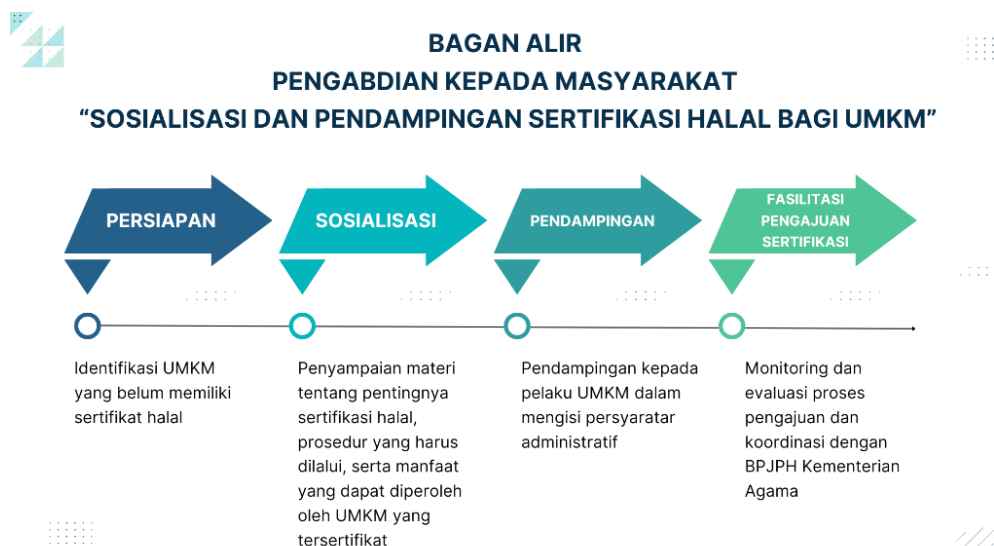 BAGAN ALIR
PENGABDIAN KEPADA MASYARAKAT
“SOSIALISASI DAN PENDAMPINGAN SERTIFIKASI HALAL BAGI UMKM”
PERSIAPAN
SOSIALISASI
PENDAMPINGAN
FASILITASI
PENGAJUAN
SERTIFIKASI
Identifikasi UMKM
yang belum memiliki
sertifikat halal
Penyampaian materi
tentang pentingnya
sertifikasi halal,
prosedur yang harus
dilalui, serta manfaat
yang dapat diperoleh
oleh UMKM yang
tersertifikat
Pendampingan kepada
pelaku UMKM dalam
mengisi persyaratar
administratif
Monitoring dan
evaluasi proses
pengajuan dan
koordinasi dengan
BPJPH Kementerian
Agama